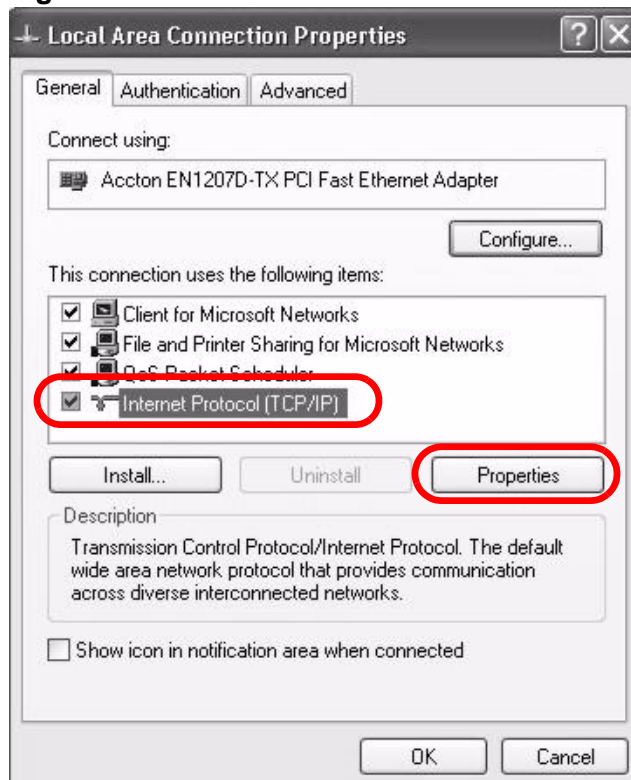 Local Area Connection Properties
General Authentication Advanced
Connect using:
Accton EN1207D-TX PCI Fast Ethernet Adapter
Configure...
This connection uses the following items:
Client for Microsoft Networks
File and Printer Sharing for Microsoft Networks
QoS Packet Scheduler
Internet Protocol (TCP/IP)
Install... Uninstall Properties
Description
Transmission Control Protocol/Internet Protocol. The default
wide area network protocol that provides communication
across diverse interconnected networks.
Show icon in notification area when connected
OK Cancel